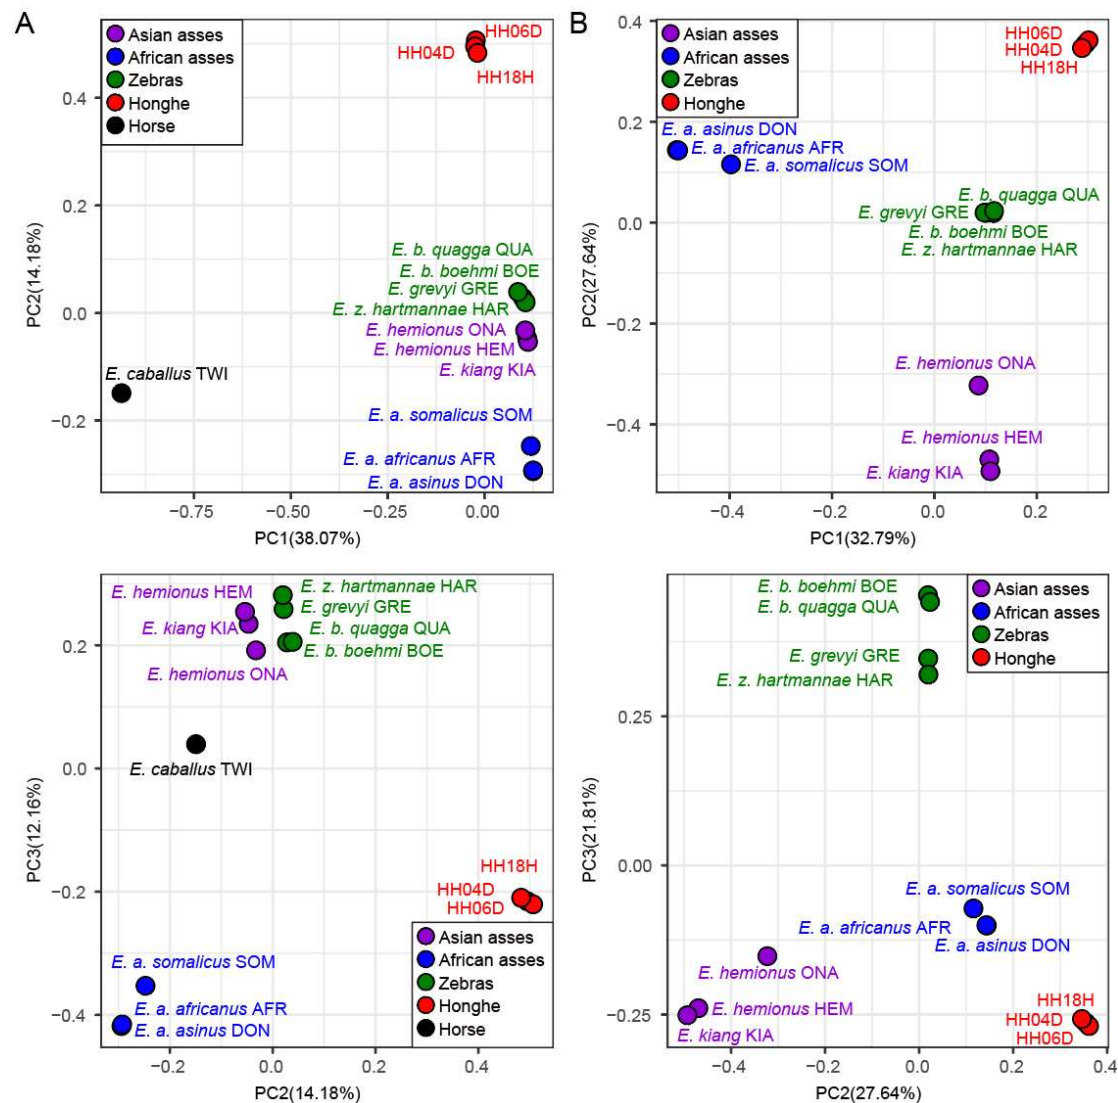 A
Asian asses
African asses
Zebras
Honghe
Horse
HH06D
HH04D
HH18H
E. b. quagga QUA
E. b. boehmi BOE
E. grevyi GRE
E. z. hartmannae HAR
E. hemionus ONA
E. hemionus HEM
E. kiang KIA
E. caballus TWI
E. a. somalicus SOM
E. a. africanus AFR
E. a. asinus DON
0.4
0.2
0.0
−0.2
PC2(14.18%)
−0.75
−0.50
−0.25
0.00
PC1(38.07%)
B
Asian asses
African asses
Zebras
Honghe
HH06D
HH04D
HH18H
E. a. asinus DON
E. a. africanus AFR
E. a. somalicus SOM
E. b. quagga QUA
E. grevyi GRE
E. b. boehmi BOE
E. z. hartmannae HAR
E. hemionus ONA
E. hemionus HEM
E. kiang KIA
0.4
0.2
0.0
−0.2
−0.4
PC2(27.64%)
−0.4
−0.2
0.0
0.2
PC1(32.79%)
E. hemionus HEM
E. z. hartmannae HAR
E. grevyi GRE
E. kiang KIA
E. b. quagga QUA
E. b. boehmi BOE
E. hemionus ONA
E. caballus TWI
HH18H
HH04D
HH06D
Asian asses
African asses
Zebras
Honghe
Horse
E. a. somalicus SOM
E. a. africanus AFR
E. a. asinus DON
0.2
0.0
−0.2
−0.4
PC3(12.16%)
−0.2
0.0
0.2
0.4
PC2(14.18%)
E. b. boehmi BOE
E. b. quagga QUA
Asian asses
African asses
Zebras
Honghe
E. grevyi GRE
E. z. hartmannae HAR
E. a. somalicus SOM
E. a. africanus AFR
E. a. asinus DON
E. hemionus ONA
E. hemionus HEM
E. kiang KIA
HH18H
HH04D
HH06D
0.25
0.00
−0.25
PC3(21.81%)
−0.4
−0.2
0.0
0.2
0.4
PC2(27.64%)